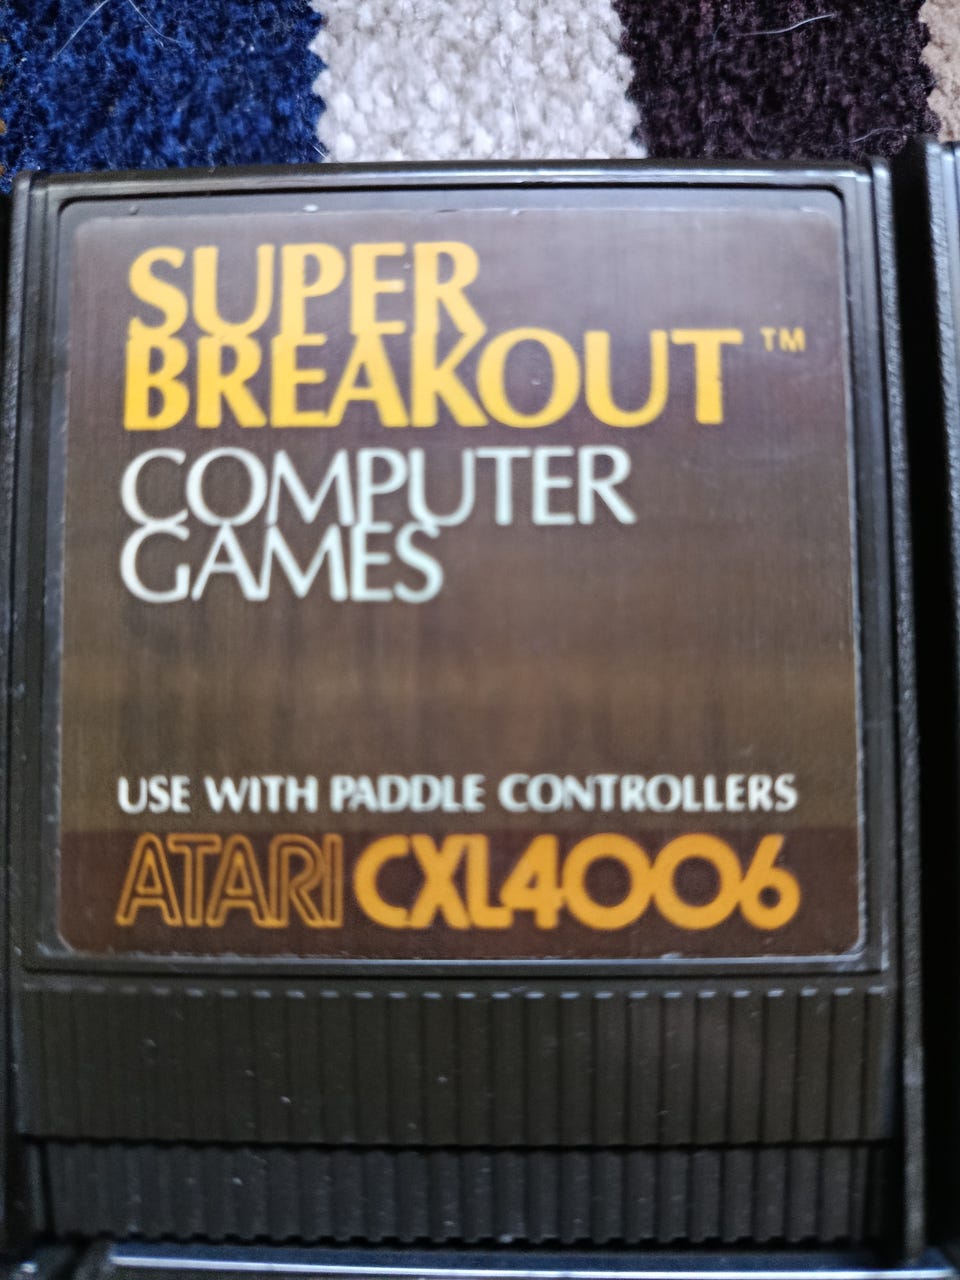 SUPER
BREAKOUT™
COMPUTER
GAMES
USE WITH PADDLE CONTROLLERS
ATARI CXL4006